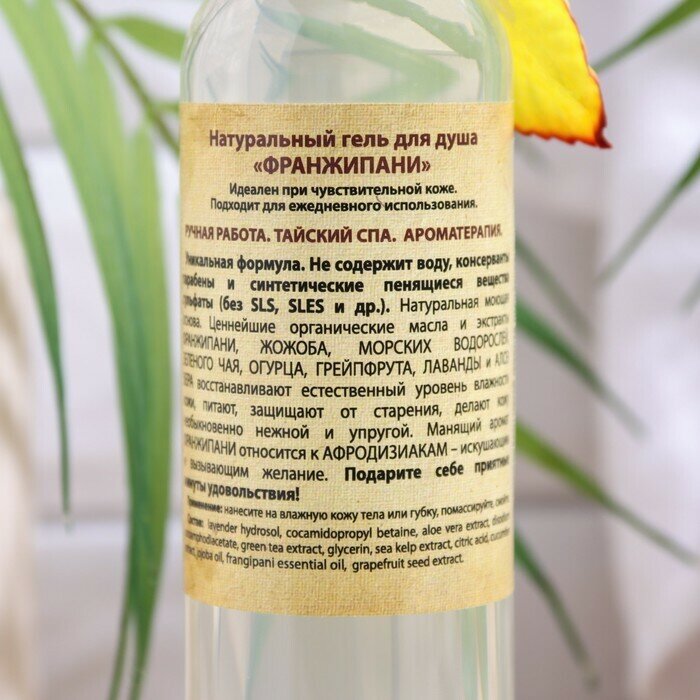 Натуральный гель для душа
«ФРАНЖИПАНИ»
Идеален при чувствительной коже.
Подходит для ежедневного использования.
РУЧНАЯ РАБОТА. ТАЙСКИЙ СПА. АРОМАТЕРАПИЯ.
Уникальная формула. Не содержит воду, консерванты
парабены и синтетические пенящиеся вещества
сульфаты (без SLS, SLES и др.). Натуральная моющая
основа. Ценнейшие органические масла и экстракты
ФРАНЖИПАНИ, ЖОЖОБА, МОРСКИХ ВОДОРОСЛЕЙ
ЗЕЛЕНОГО ЧАЯ, ОГУРЦА, ГРЕЙПФРУТА, ЛАВАНДЫ и АЛОЭ
ВЕРА восстанавливают естественный уровень влажности
кожи, питают, защищают от старения, делают кожу
необыкновенно нежной и упругой. Манящий аромат
ФРАНЖИПАНИ относится к АФРОДИЗИАКАМ – искушающим
и вызывающим желание. Подарите себе приятные
минуты удовольствия!
Применение: нанесите на влажную кожу тела или губку, помассируйте,
Состав: lavender hydrosol, cocamidopropyl betaine, aloe vera extract,
green tea extract, glycerin, sea kelp extract, citric acid, cucumber
extract, jojoba oil, frangipani essential oil, grapefruit seed extract.